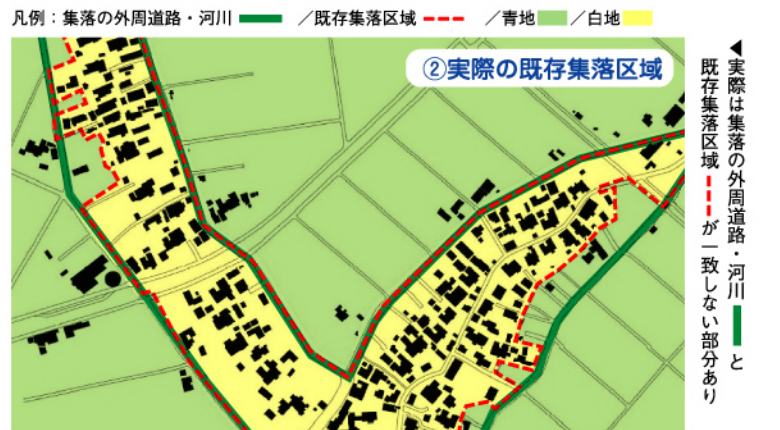 凡例：集落の外周道路・河川 ／既存集落区域 ／青地 ／白地
②実際の既存集落区域
◀実際は集落の外周道路・河川 と
既存集落区域 が一致しない部分あり